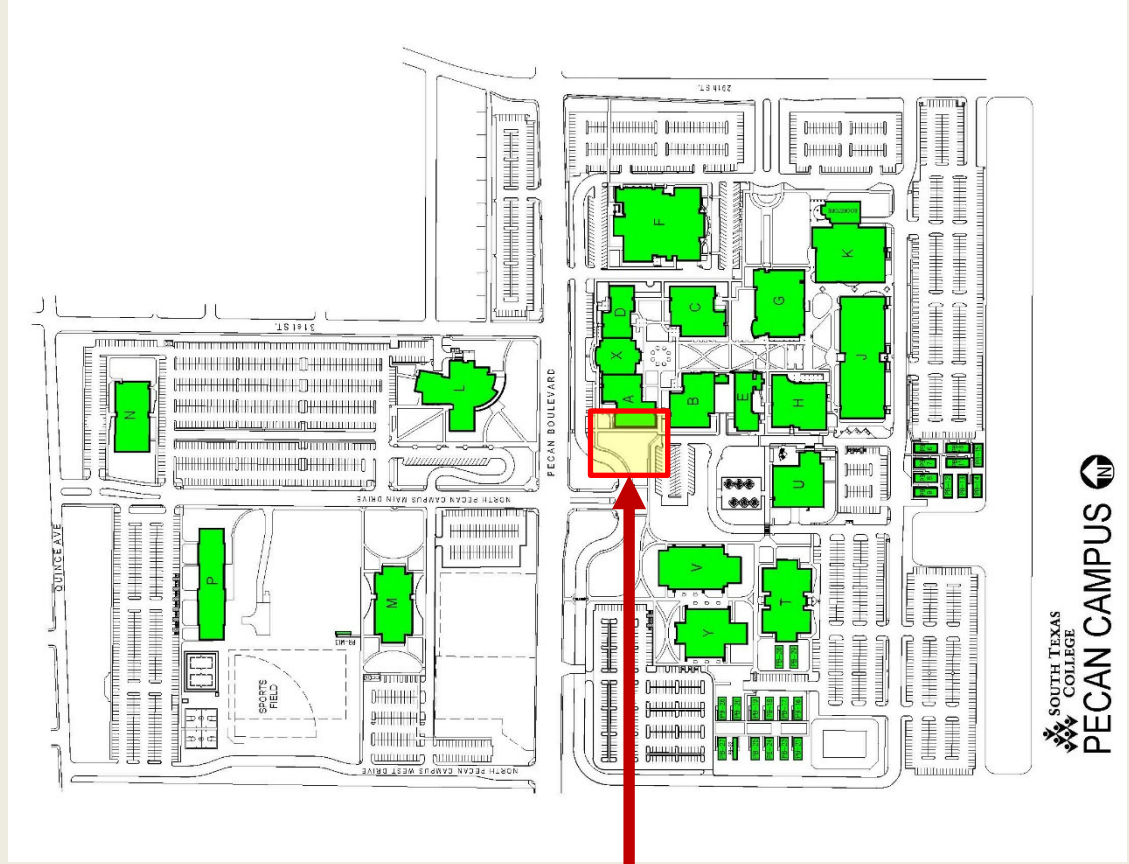 29th ST.
F
BOOKSTORE
K
D
C
G
31st ST.
X
J
N
L
A
B
E
H
PECAN BOULEVARD
U
NORTH PECAN CAMPUS MAIN DRIVE
QUINCE AVE
V
P
M
T
Y
SPORTS
FIELD
NORTH PECAN CAMPUS WEST DRIVE
N
SOUTH TEXAS
COLLEGE
PECAN CAMPUS